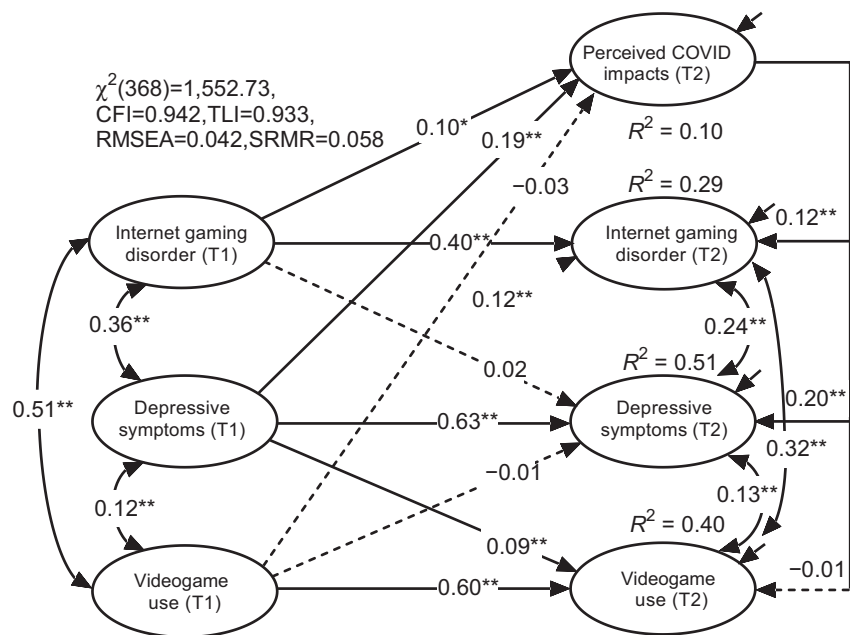 Perceived COVID
impacts (T2)
χ²(368)=1,552.73,
CFI=0.942,TLI=0.933,
RMSEA=0.042,SRMR=0.058
0.10*
0.19**
R² = 0.10
−0.03
R² = 0.29
Internet gaming
disorder (T1)
0.40**
Internet gaming
disorder (T2)
0.12**
0.12**
0.36**
0.24**
0.02
R² = 0.51
0.51**
Depressive
symptoms (T1)
0.63**
Depressive
symptoms (T2)
0.20**
0.32**
−0.01
0.12**
0.13**
R² = 0.40
0.09**
Videogame
use (T1)
0.60**
Videogame
use (T2)
−0.01